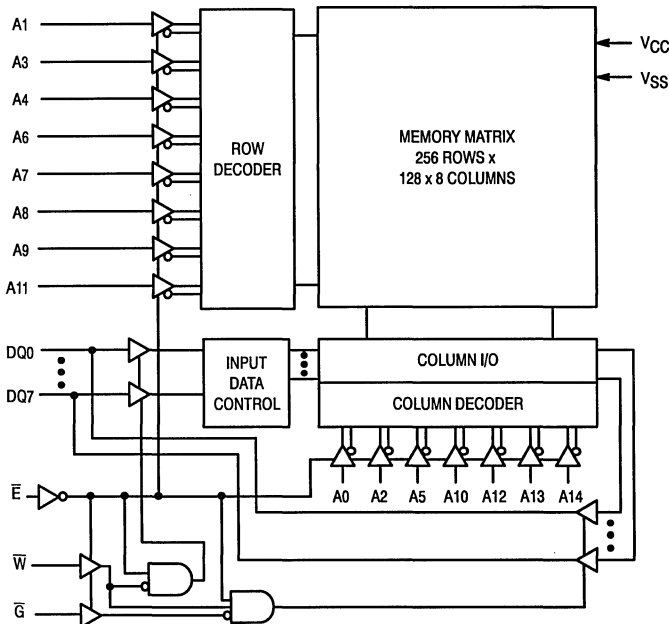 A1
A3
A4
A6
A7
A8
A9
A11
ROW
DECODER
MEMORY MATRIX
256 ROWS x
128 x 8 COLUMNS
VCC
VSS
DQ0
DQ7
INPUT
DATA
CONTROL
COLUMN I/O
COLUMN DECODER
A0 A2 A5 A10 A12 A13 A14
E̅
W̅
G̅